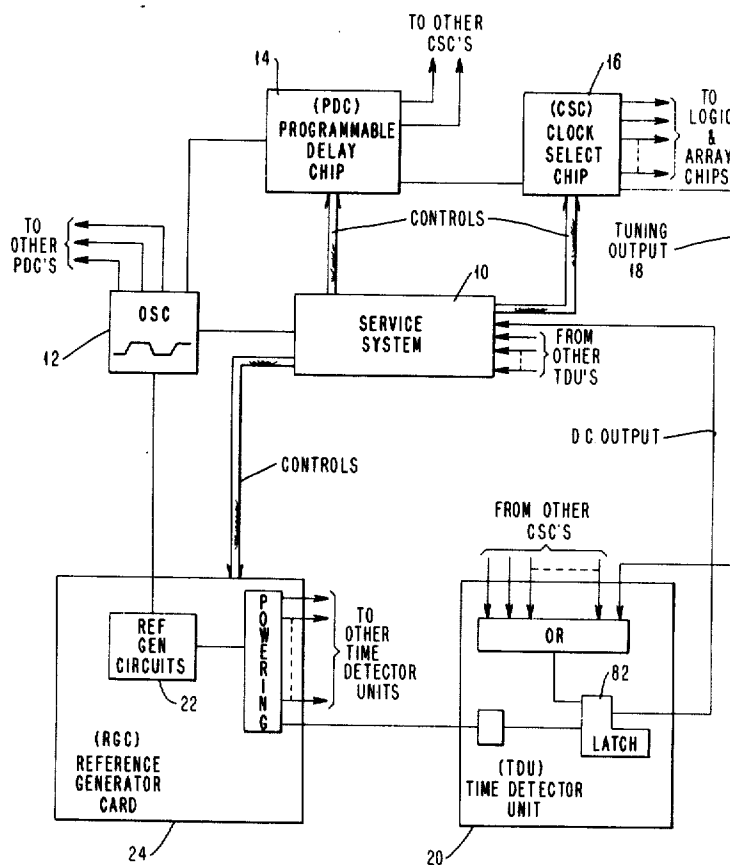 TO OTHER
CSC'S
14
(PDC)
PROGRAMMABLE
DELAY
CHIP
16
(CSC)
CLOCK
SELECT
CHIP
TO
LOGIC
&
ARRAY
CHIPS
TO
OTHER
PDC'S
CONTROLS
TUNING
OUTPUT
18
OSC
12
10
SERVICE
SYSTEM
FROM
OTHER
TDU'S
DC OUTPUT
CONTROLS
FROM OTHER
CSC'S
REF
GEN
CIRCUITS
22
POWERING
TO
OTHER
TIME
DETECTOR
UNITS
OR
82
LATCH
(RGC)
REFERENCE
GENERATOR
CARD
24
(TDU)
TIME DETECTOR
UNIT
20